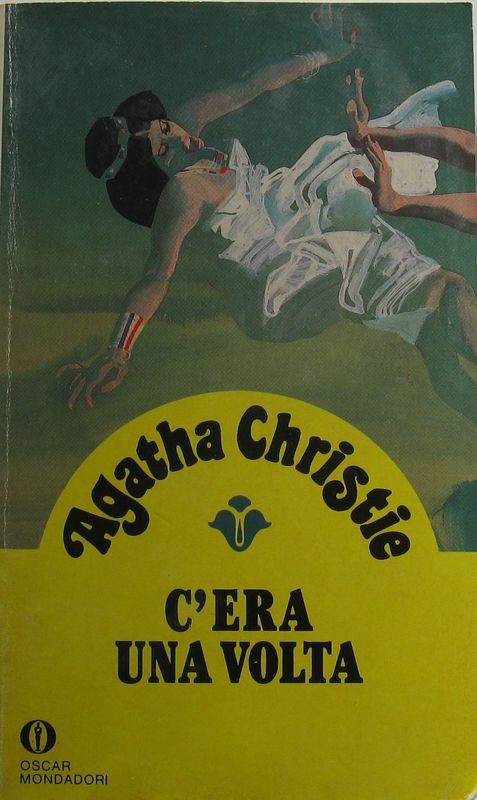 Agatha Christie
C'ERA
UNA VOLTA
OSCAR
MONDADORI